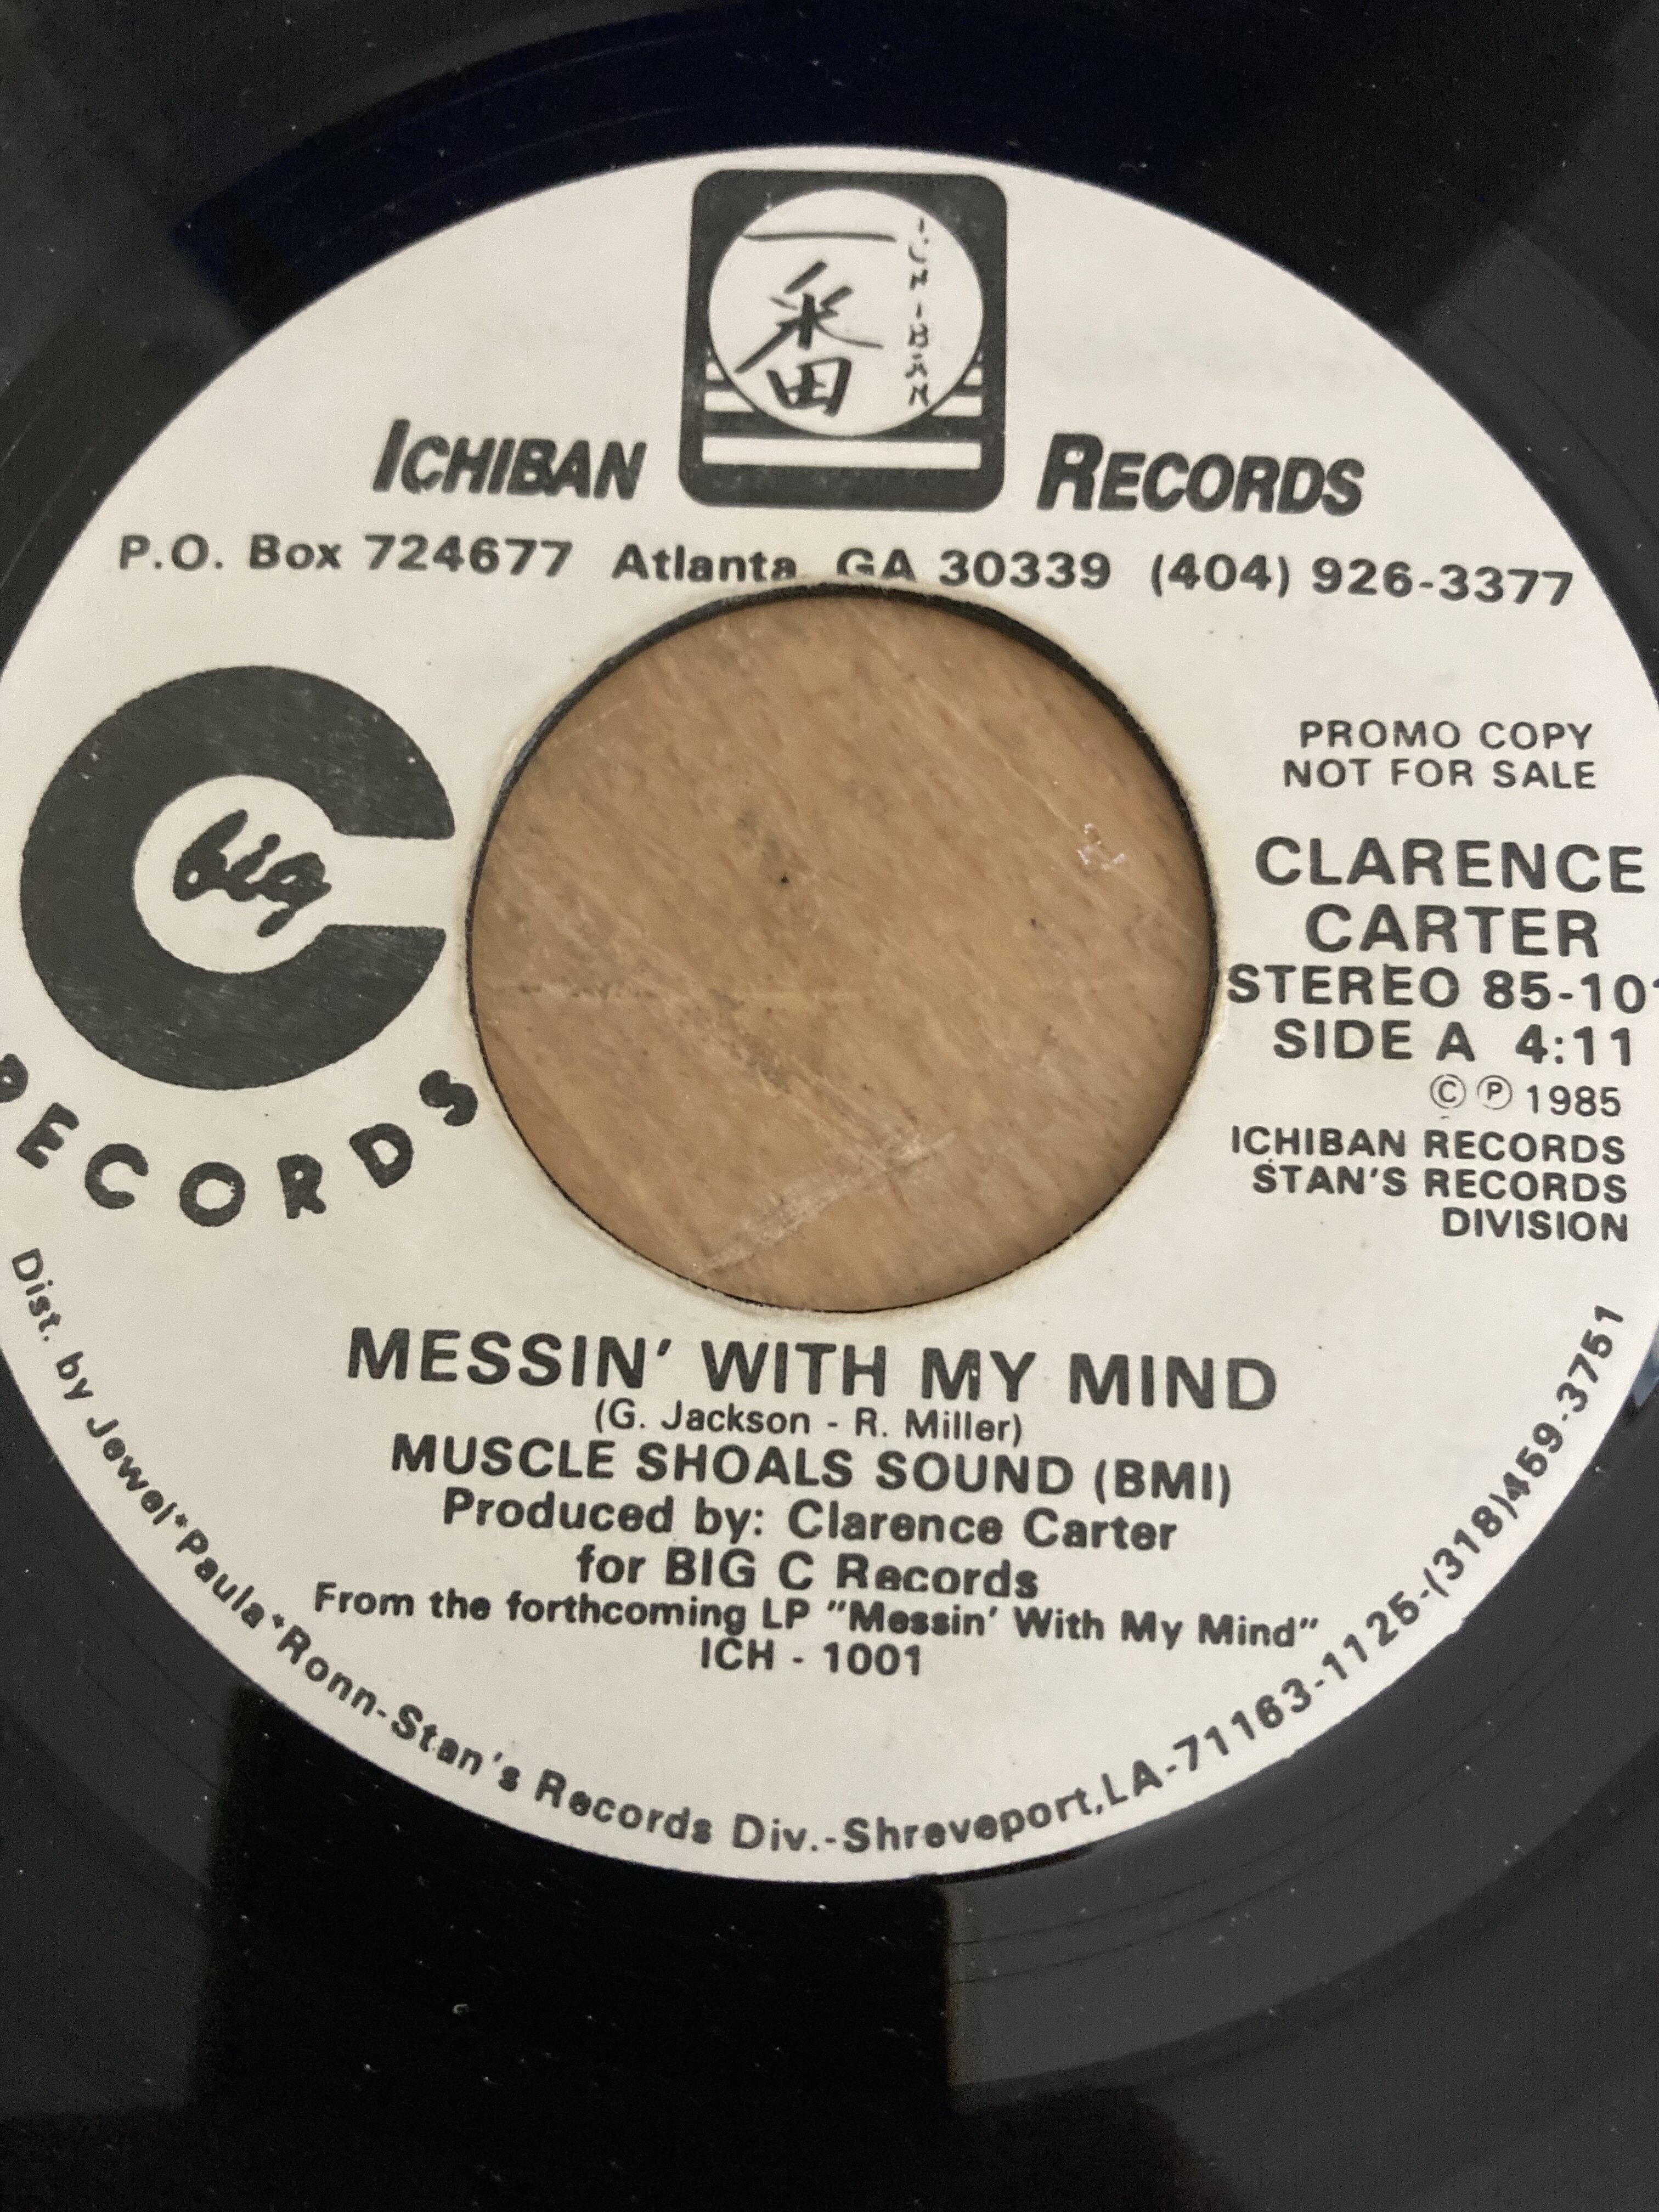 一番
ICHIBAN
ICHIBAN RECORDS
P.O. Box 724677 Atlanta, GA 30339 (404) 926-3377
big
RECORDS
PROMO COPY
NOT FOR SALE
CLARENCE
CARTER
STEREO 85-101
SIDE A 4:11
©℗ 1985
ICHIBAN RECORDS
STAN'S RECORDS
DIVISION
MESSIN' WITH MY MIND
(G. Jackson - R. Miller)
MUSCLE SHOALS SOUND (BMI)
Produced by: Clarence Carter
for BIG C Records
From the forthcoming LP "Messin' With My Mind"
ICH - 1001
Dist. by Jewel*Paula*Ronn-Stan's Records Div.-Shreveport,LA-71163-1125-(318)459-3751